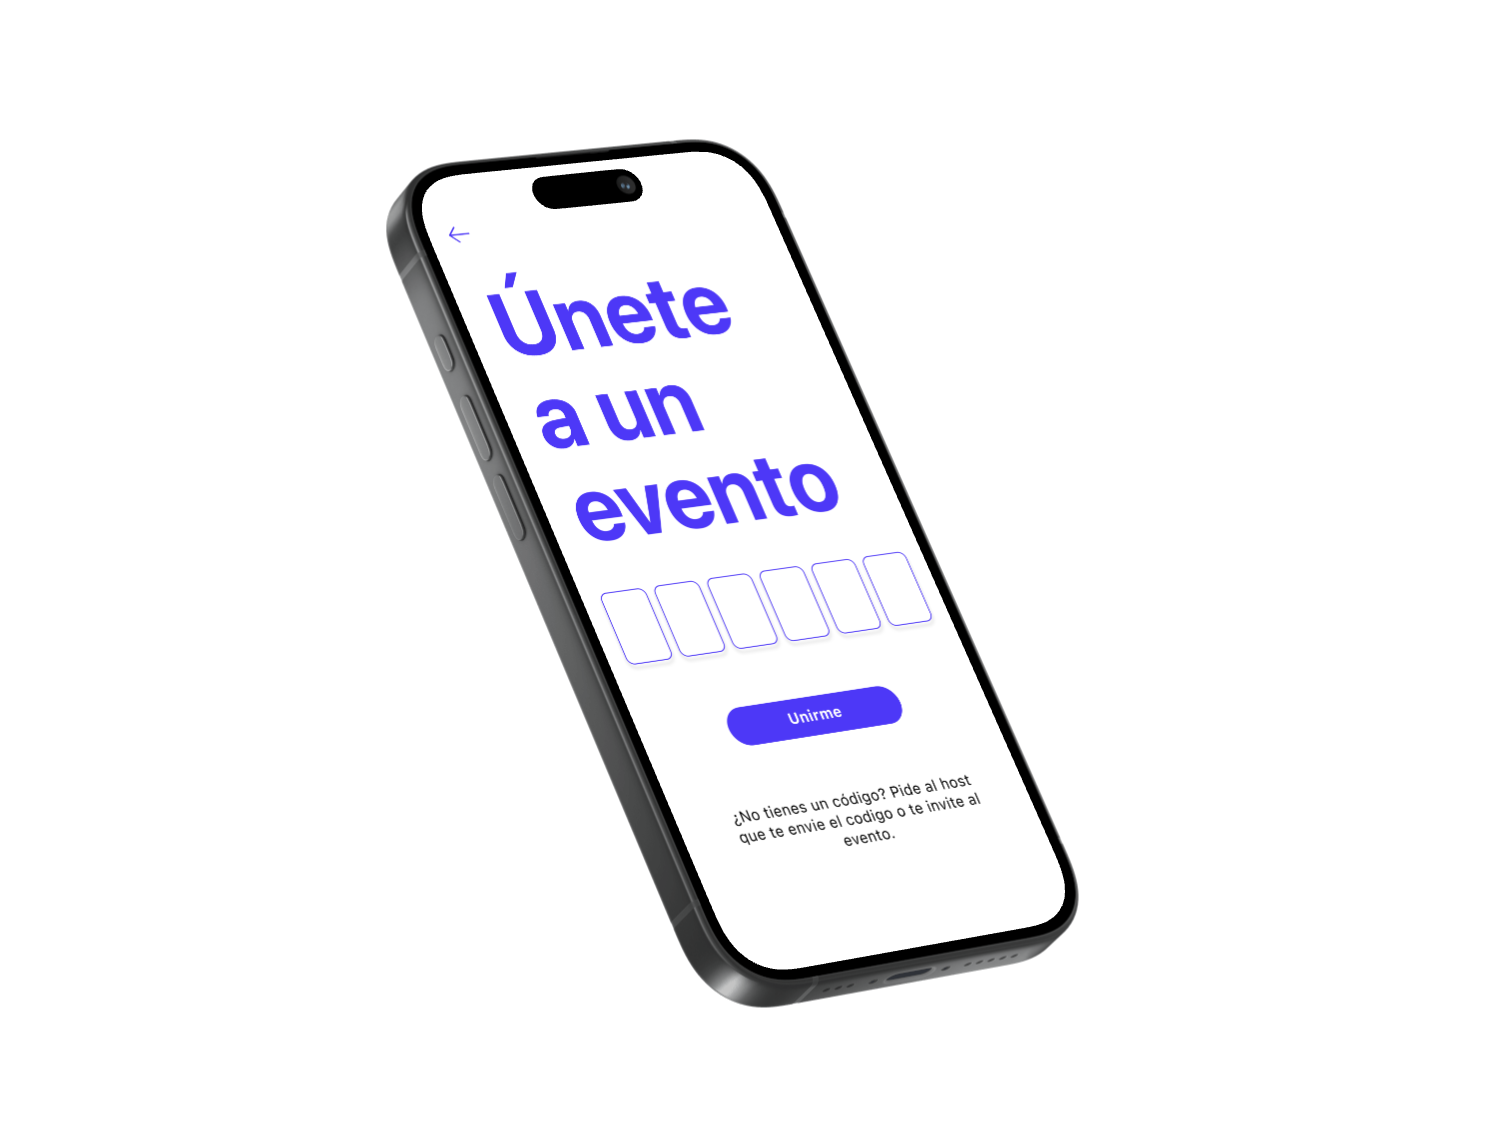 Únete
a un
evento
Unirme
¿No tienes un código? Pide al host
que te envie el codigo o te invite al
evento.